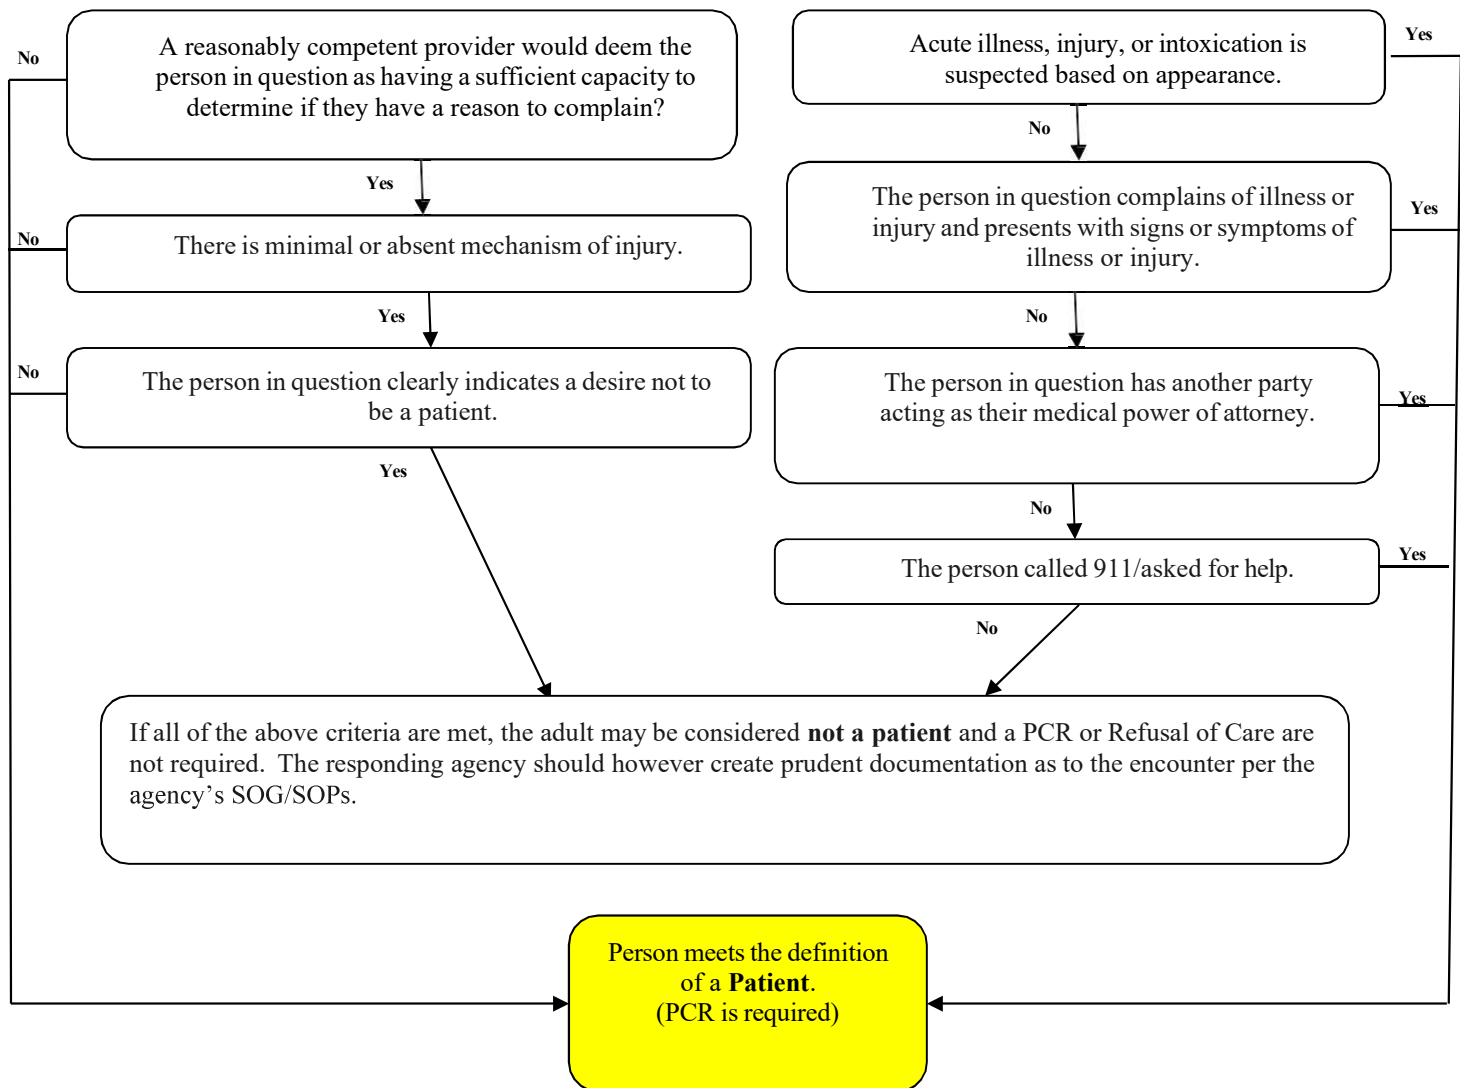 No
A reasonably competent provider would deem the
person in question as having a sufficient capacity to
determine if they have a reason to complain?
Yes
No
There is minimal or absent mechanism of injury.
Yes
No
The person in question clearly indicates a desire not to
be a patient.
Yes
Acute illness, injury, or intoxication is
suspected based on appearance.
Yes
No
The person in question complains of illness or
injury and presents with signs or symptoms of
illness or injury.
Yes
No
The person in question has another party
acting as their medical power of attorney.
Yes
No
The person called 911/asked for help.
Yes
No
If all of the above criteria are met, the adult may be considered not a patient and a PCR or Refusal of Care are
not required. The responding agency should however create prudent documentation as to the encounter per the
agency’s SOG/SOPs.
Person meets the definition
of a Patient.
(PCR is required)